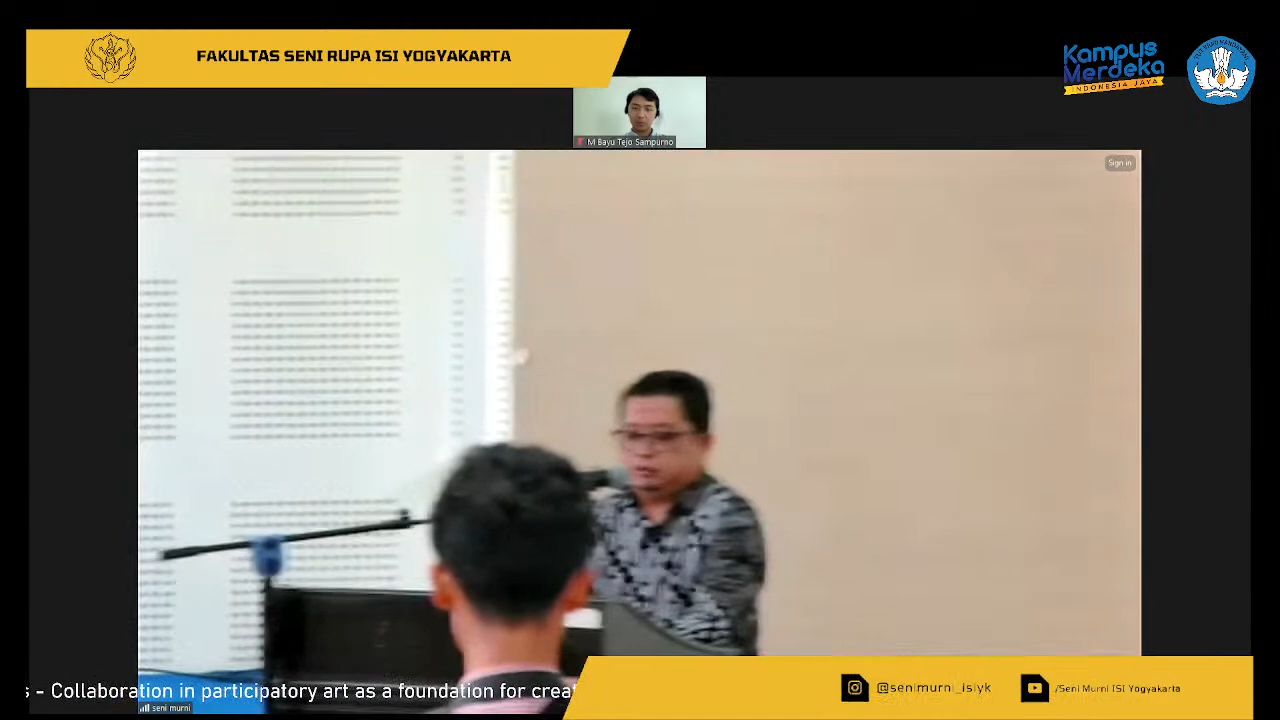 FAKULTAS SENI RUPA ISI YOGYAKARTA
Kampus
Merdeka
INDONESIA JAYA
M Bayu Tejo Sampurno
Sign in
- Collaboration in participatory art as a foundation for crea
seni murni
@senimurni_isiyk
/Seni Murni ISI Yogyakarta